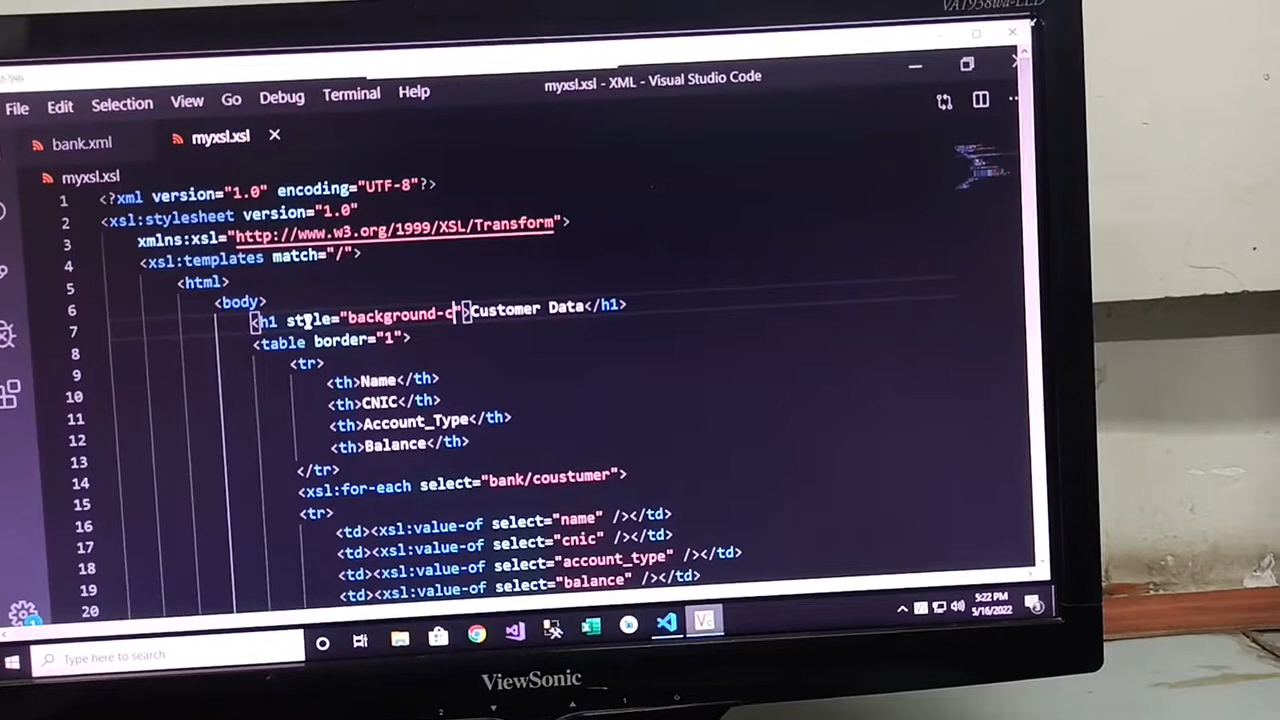 VA1938wa-LED
myxsl.xsl - XML - Visual Studio Code
File Edit Selection View Go Debug Terminal Help
bank.xml myxsl.xsl
myxsl.xsl
1 <?xml version="1.0" encoding="UTF-8"?>
2 <xsl:stylesheet version="1.0"
3 xmlns:xsl="http://www.w3.org/1999/XSL/Transform">
4 <xsl:templates match="/">
5 <html>
6 <body>
7 <h1 style="background-c">Customer Data</h1>
8 <table border="1">
9 <tr>
10 <th>Name</th>
11 <th>CNIC</th>
12 <th>Account_Type</th>
13 <th>Balance</th>
14 </tr>
15 <xsl:for-each select="bank/coustumer">
16 <tr>
17 <td><xsl:value-of select="name" /></td>
18 <td><xsl:value-of select="cnic" /></td>
19 <td><xsl:value-of select="account_type" /></td>
20 <td><xsl:value-of select="balance" /></td>
Type here to search
5:22 PM
5/16/2022
3
ViewSonic
2 1